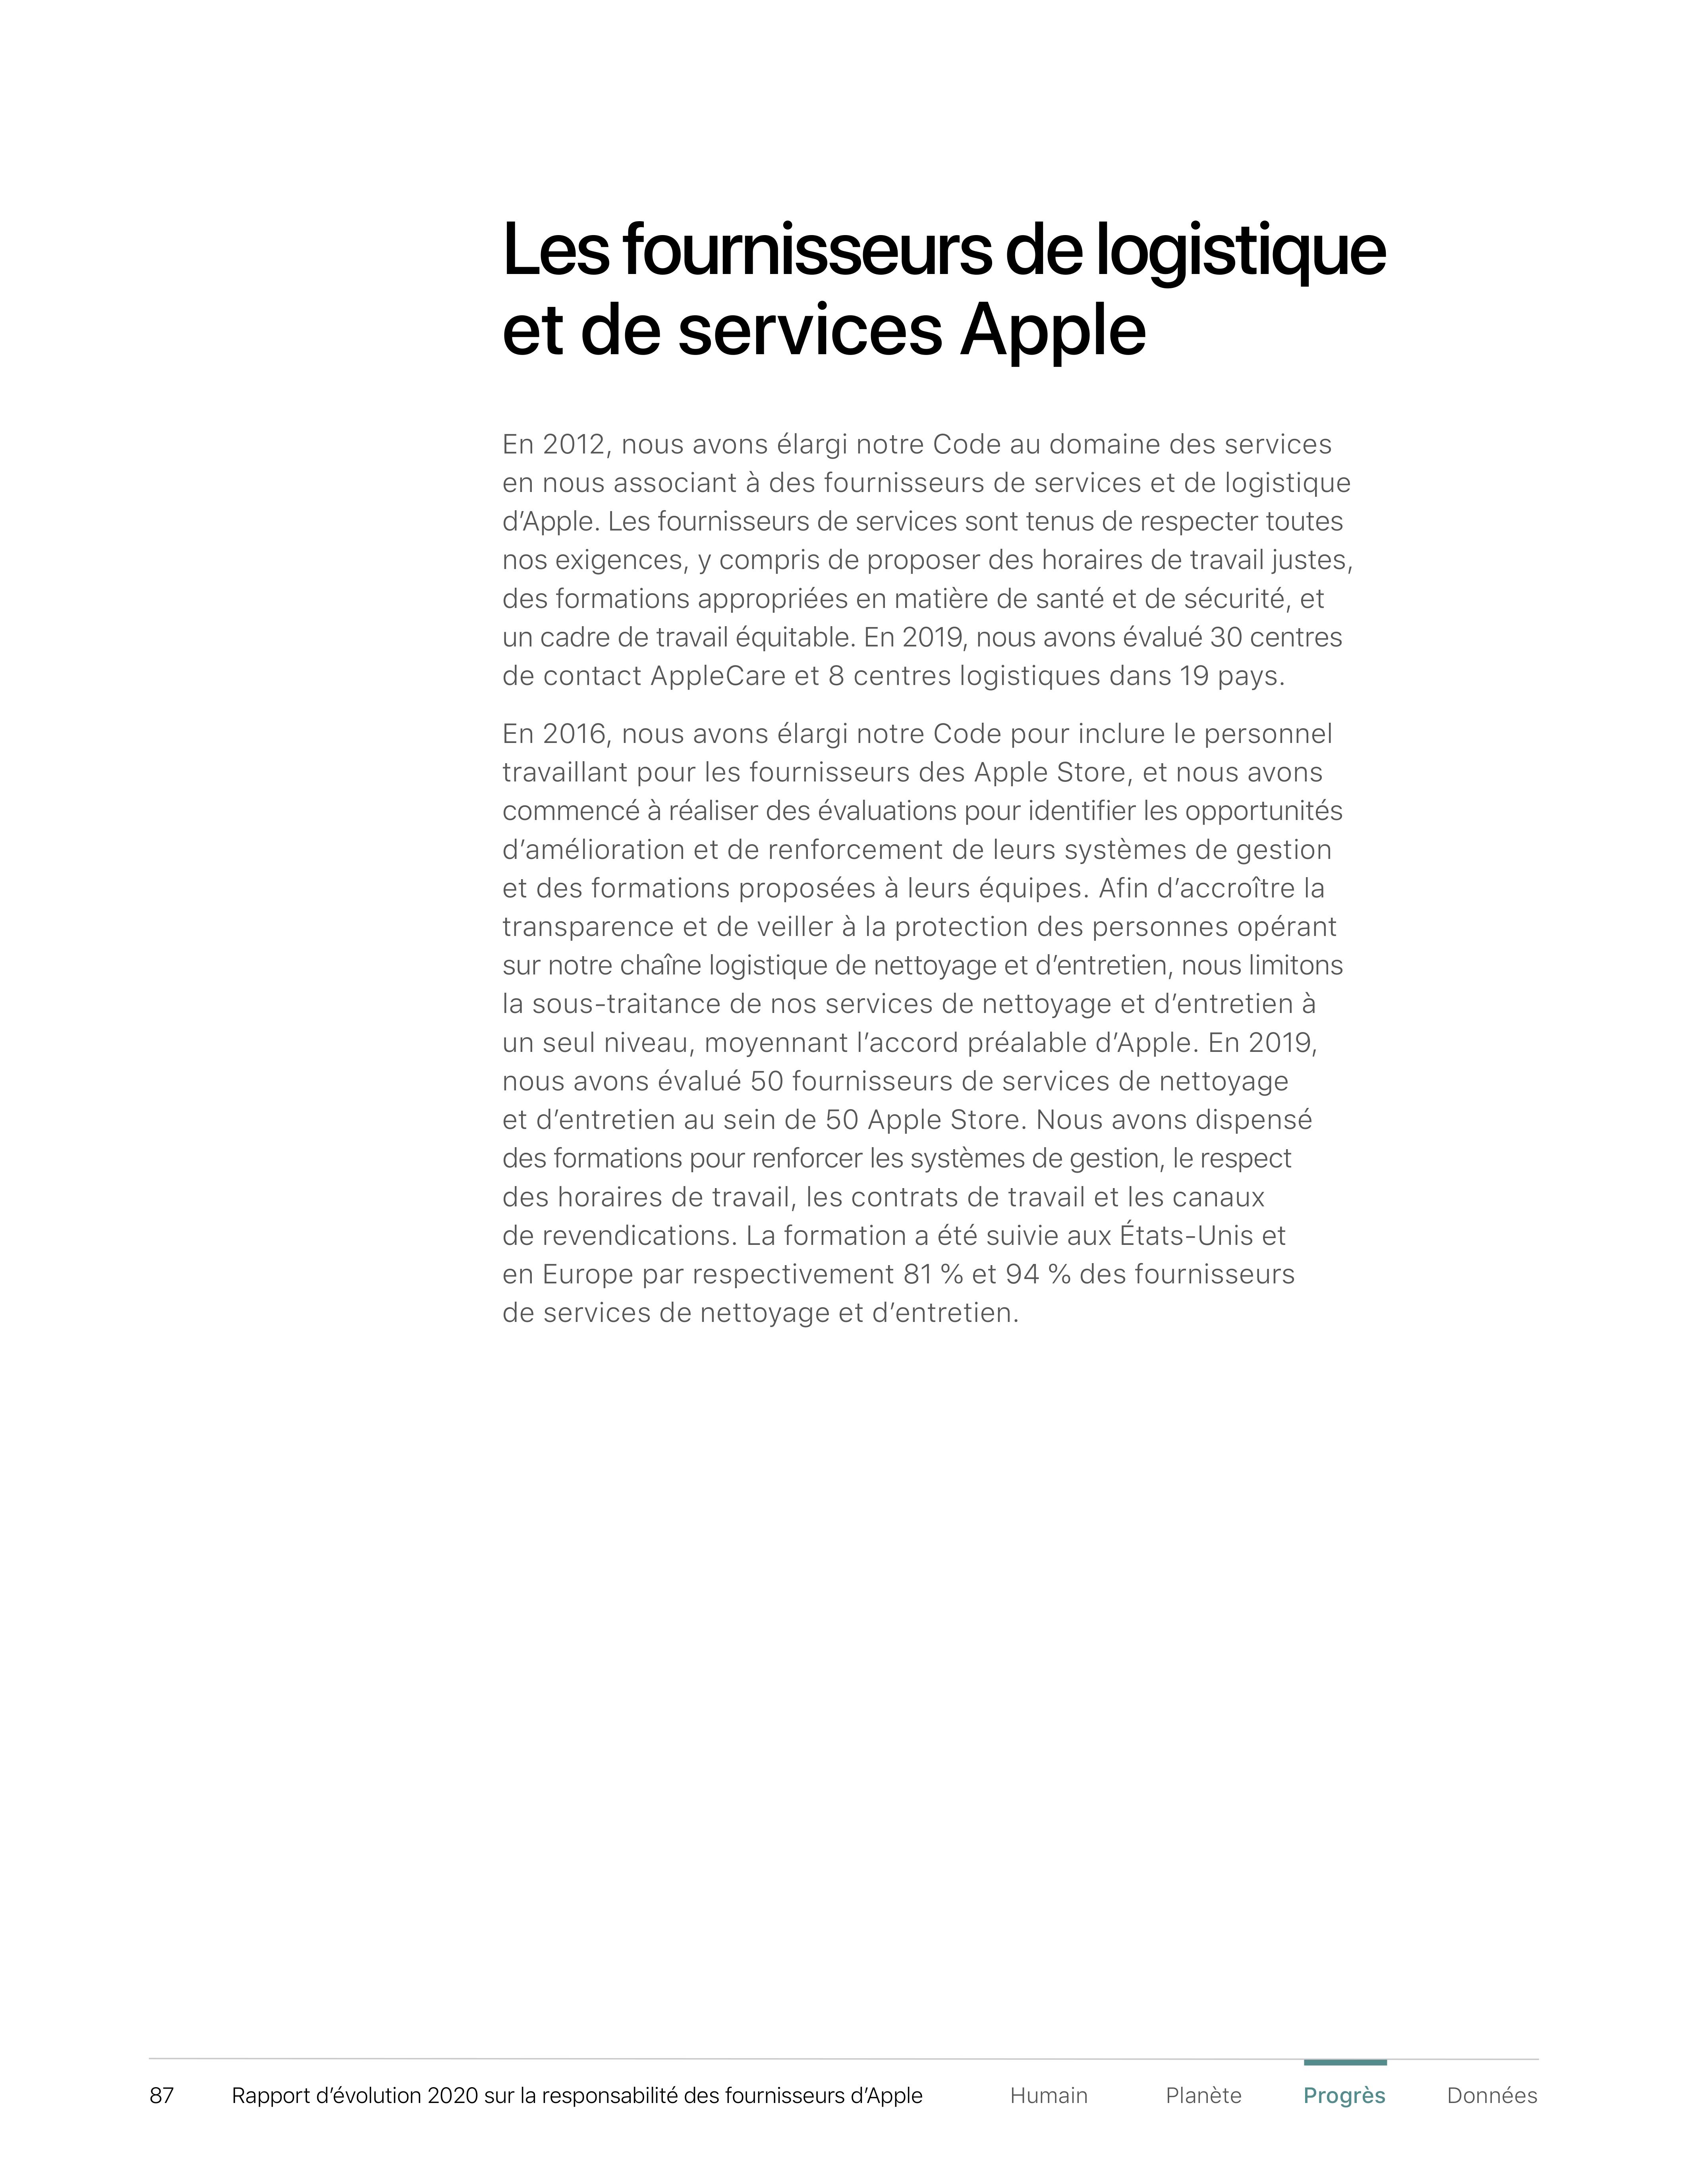 Les fournisseurs de logistique
et de services Apple
En 2012, nous avons élargi notre Code au domaine des services
en nous associant à des fournisseurs de services et de logistique
d’Apple. Les fournisseurs de services sont tenus de respecter toutes
nos exigences, y compris de proposer des horaires de travail justes,
des formations appropriées en matière de santé et de sécurité, et
un cadre de travail équitable. En 2019, nous avons évalué 30 centres
de contact AppleCare et 8 centres logistiques dans 19 pays.
En 2016, nous avons élargi notre Code pour inclure le personnel
travaillant pour les fournisseurs des Apple Store, et nous avons
commencé à réaliser des évaluations pour identifier les opportunités
d’amélioration et de renforcement de leurs systèmes de gestion
et des formations proposées à leurs équipes. Afin d’accroître la
transparence et de veiller à la protection des personnes opérant
sur notre chaîne logistique de nettoyage et d’entretien, nous limitons
la sous-traitance de nos services de nettoyage et d’entretien à
un seul niveau, moyennant l’accord préalable d’Apple. En 2019,
nous avons évalué 50 fournisseurs de services de nettoyage
et d’entretien au sein de 50 Apple Store. Nous avons dispensé
des formations pour renforcer les systèmes de gestion, le respect
des horaires de travail, les contrats de travail et les canaux
de revendications. La formation a été suivie aux États-Unis et
en Europe par respectivement 81 % et 94 % des fournisseurs
de services de nettoyage et d’entretien.
87 Rapport d’évolution 2020 sur la responsabilité des fournisseurs d’Apple Humain Planète Progrès Données